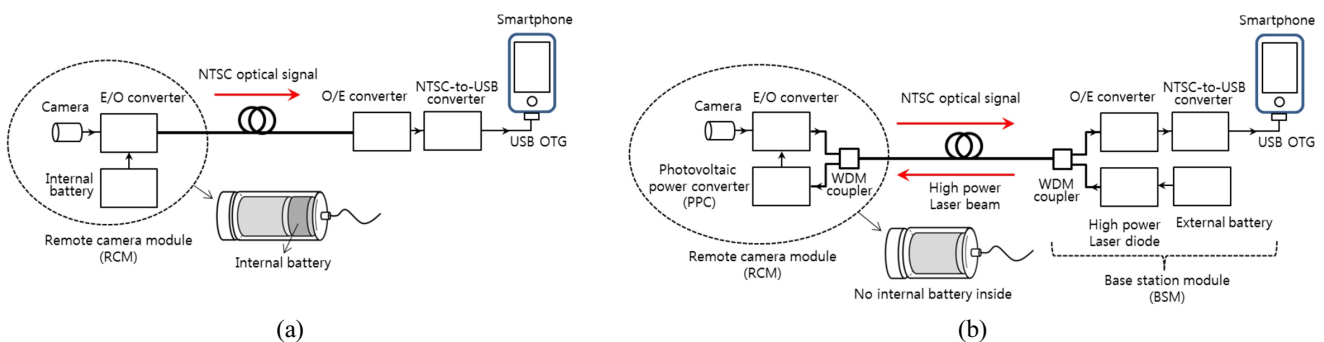 Smartphone
NTSC optical signal
NTSC-to-USB
converter
O/E converter
E/O converter
Camera
USB OTG
Internal
battery
Remote camera module
(RCM)
Internal battery
(a)
Smartphone
NTSC optical signal
NTSC-to-USB
converter
O/E converter
E/O converter
Camera
USB OTG
Photovoltaic
power converter
(PPC)
WDM
coupler
High power
Laser beam
WDM
coupler
High power
Laser diode
External battery
Remote camera module
(RCM)
No internal battery inside
Base station module
(BSM)
(b)